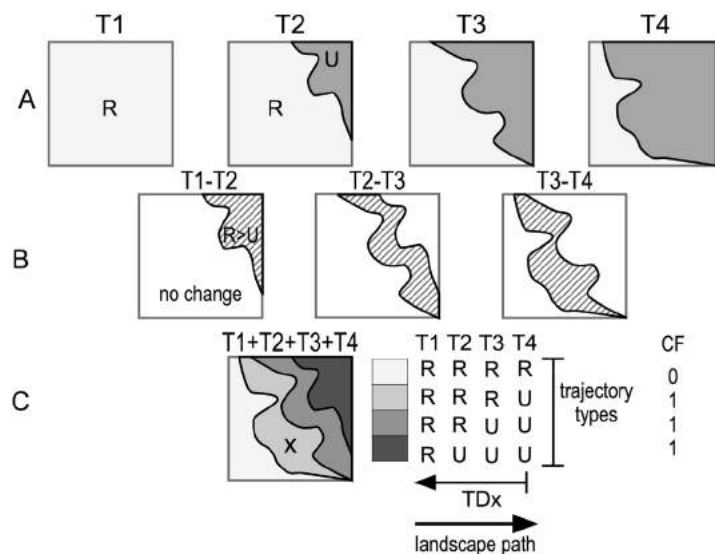 T1 T2 T3 T4
A R R U
T1-T2 T2-T3 T3-T4
B R>U
no change
T1+T2+T3+T4 T1 T2 T3 T4 CF
R R R R 0
C R R R U trajectory 1
R R U U types 1
X R U U U 1
TDx
landscape path